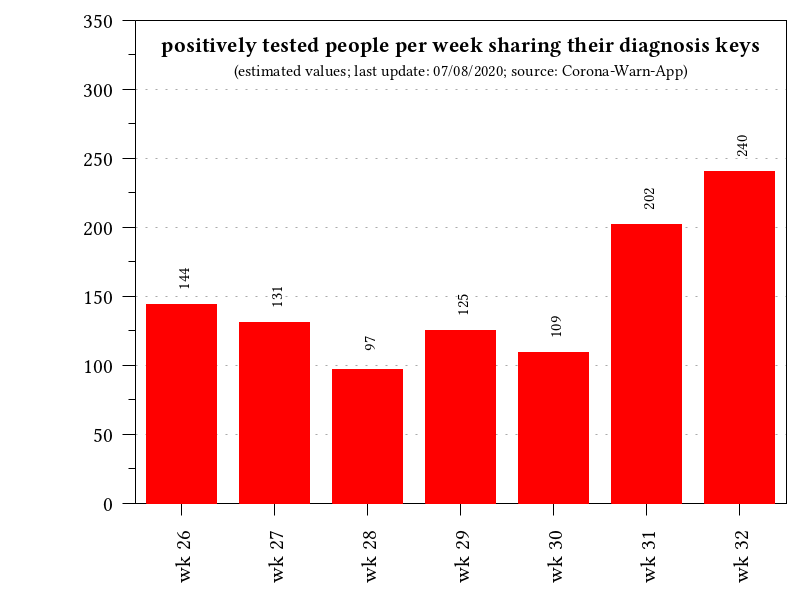 positively tested people per week sharing their diagnosis keys
(estimated values; last update: 07/08/2020; source: Corona-Warn-App)
350
300
250
200
150
100
50
0
144
131
97
125
109
202
240
wk 26
wk 27
wk 28
wk 29
wk 30
wk 31
wk 32